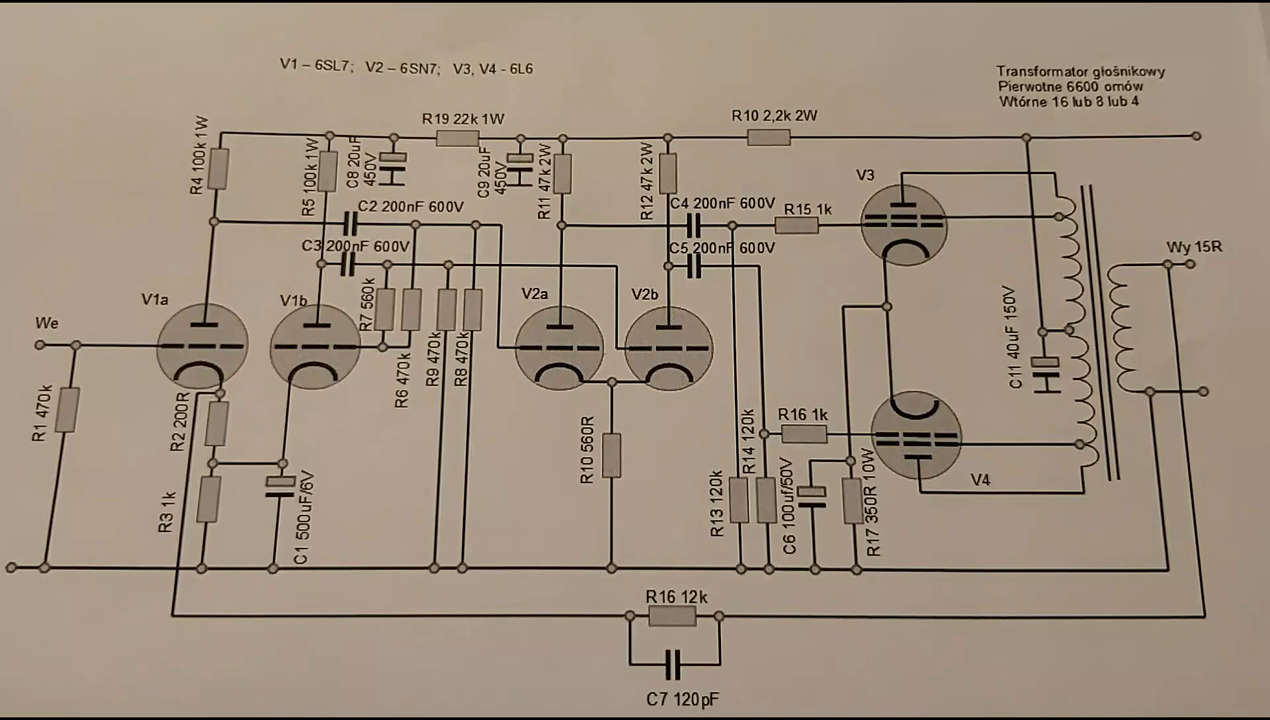 V1 – 6SL7; V2 – 6SN7; V3, V4 - 6L6
Transformator głośnikowy
Pierwotne 6600 omów
Wtórne 16 lub 8 lub 4
R4 100k 1W
R5 100k 1W
C8 20uF
450V
R19 22k 1W
C9 20uF
450V
R11 47k 2W
R12 47k 2W
R10 2,2k 2W
C2 200nF 600V
C3 200nF 600V
C4 200nF 600V
C5 200nF 600V
R15 1k
V3
Wy 15R
We
V1a
V1b
R7 560k
R6 470k
R9 470k
R8 470k
V2a
V2b
C11 40uF 150V
R1 470k
R2 200R
R3 1k
C1 500uF/6V
R10 560R
R13 120k
R14 120k
R16 1k
C6 100uf/50V
R17 350R 10W
V4
R16 12k
C7 120pF